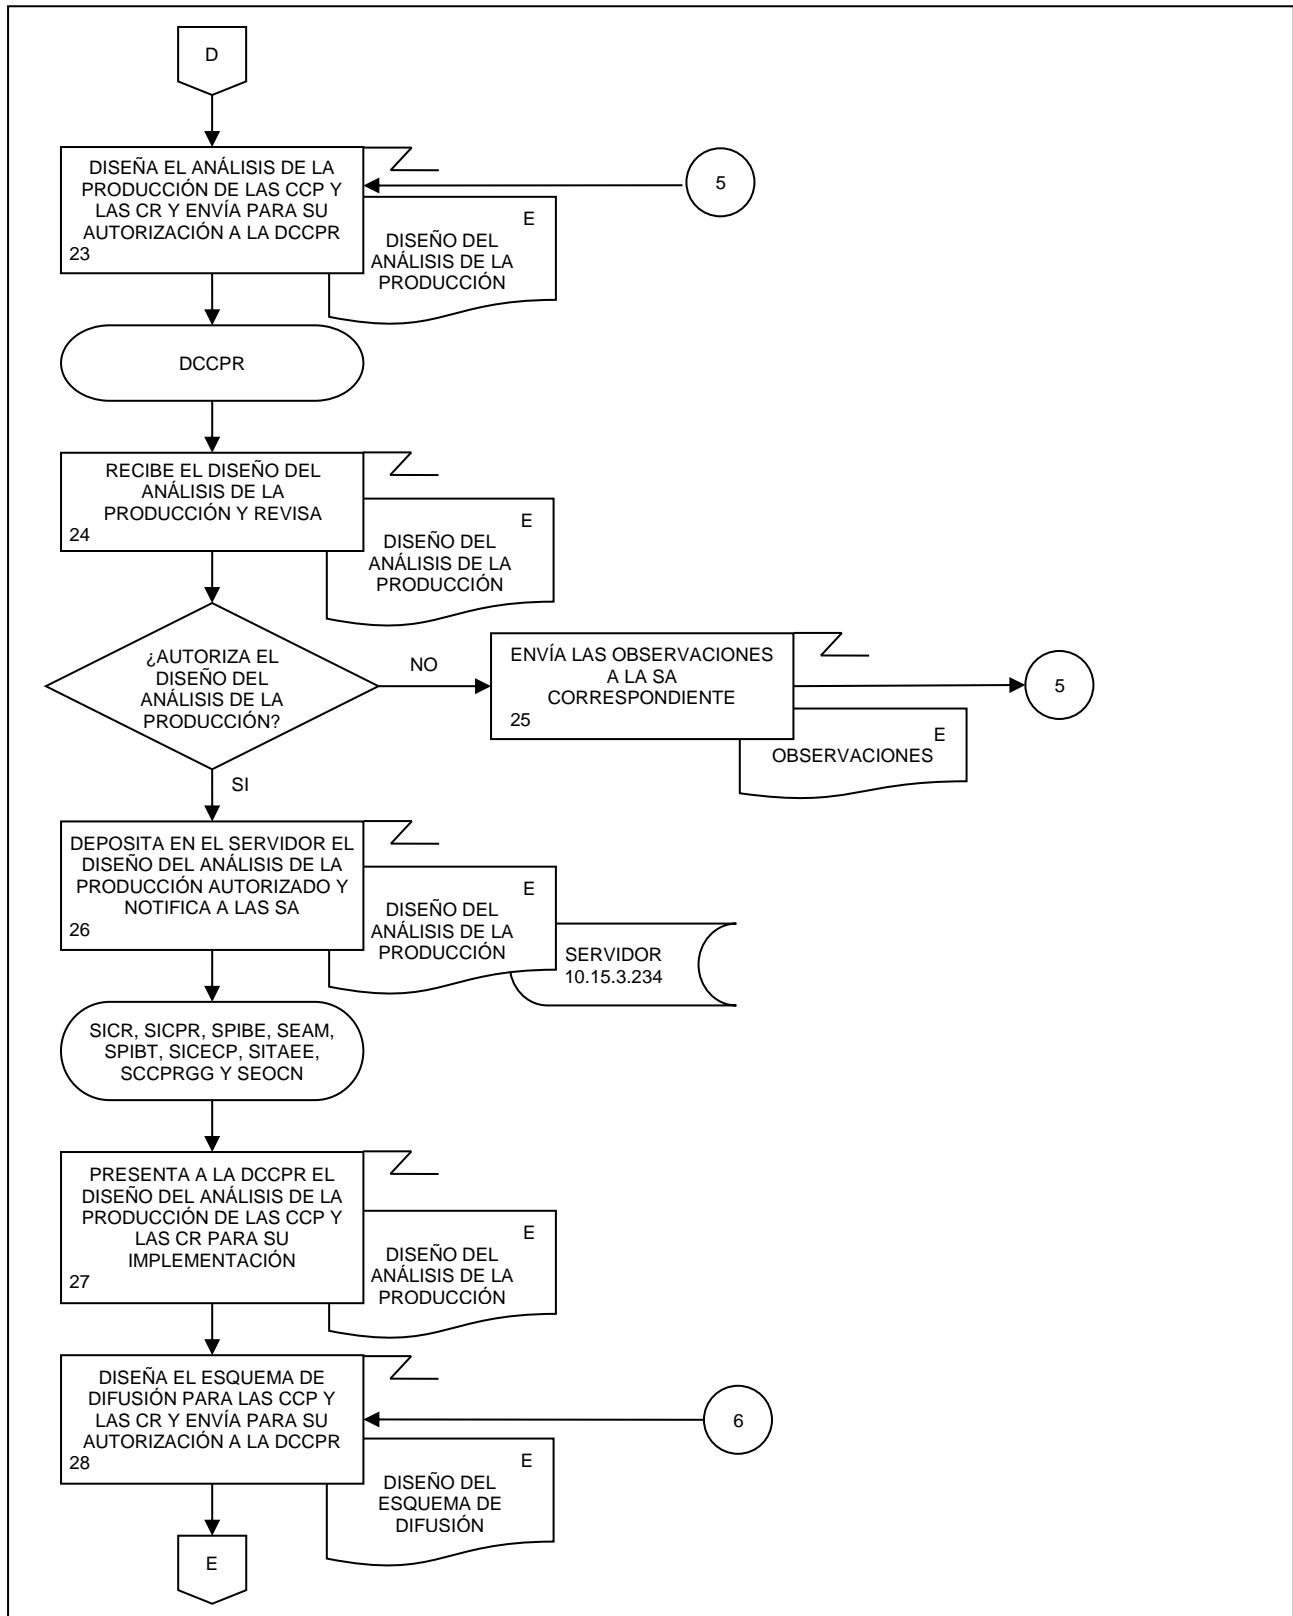 D
DISEÑA EL ANÁLISIS DE LA
PRODUCCIÓN DE LAS CCP Y
LAS CR Y ENVÍA PARA SU
AUTORIZACIÓN A LA DCCPR
23
5
E
DISEÑO DEL
ANÁLISIS DE LA
PRODUCCIÓN
DCCPR
RECIBE EL DISEÑO DEL
ANÁLISIS DE LA
PRODUCCIÓN Y REVISA
24
E
DISEÑO DEL
ANÁLISIS DE LA
PRODUCCIÓN
¿AUTORIZA EL
DISEÑO DEL
ANÁLISIS DE LA
PRODUCCIÓN?
NO
ENVÍA LAS OBSERVACIONES
A LA SA
CORRESPONDIENTE
25
5
E
OBSERVACIONES
SI
DEPOSITA EN EL SERVIDOR EL
DISEÑO DEL ANÁLISIS DE LA
PRODUCCIÓN AUTORIZADO Y
NOTIFICA A LAS SA
26
E
DISEÑO DEL
ANÁLISIS DE LA
PRODUCCIÓN
SERVIDOR
10.15.3.234
SICR, SICPR, SPIBE, SEAM,
SPIBT, SICECP, SITAEE,
SCCPRGG Y SEOCN
PRESENTA A LA DCCPR EL
DISEÑO DEL ANÁLISIS DE LA
PRODUCCIÓN DE LAS CCP Y
LAS CR PARA SU
IMPLEMENTACIÓN
27
E
DISEÑO DEL
ANÁLISIS DE LA
PRODUCCIÓN
DISEÑA EL ESQUEMA DE
DIFUSIÓN PARA LAS CCP Y
LAS CR Y ENVÍA PARA SU
AUTORIZACIÓN A LA DCCPR
28
6
E
DISEÑO DEL
ESQUEMA DE
DIFUSIÓN
E